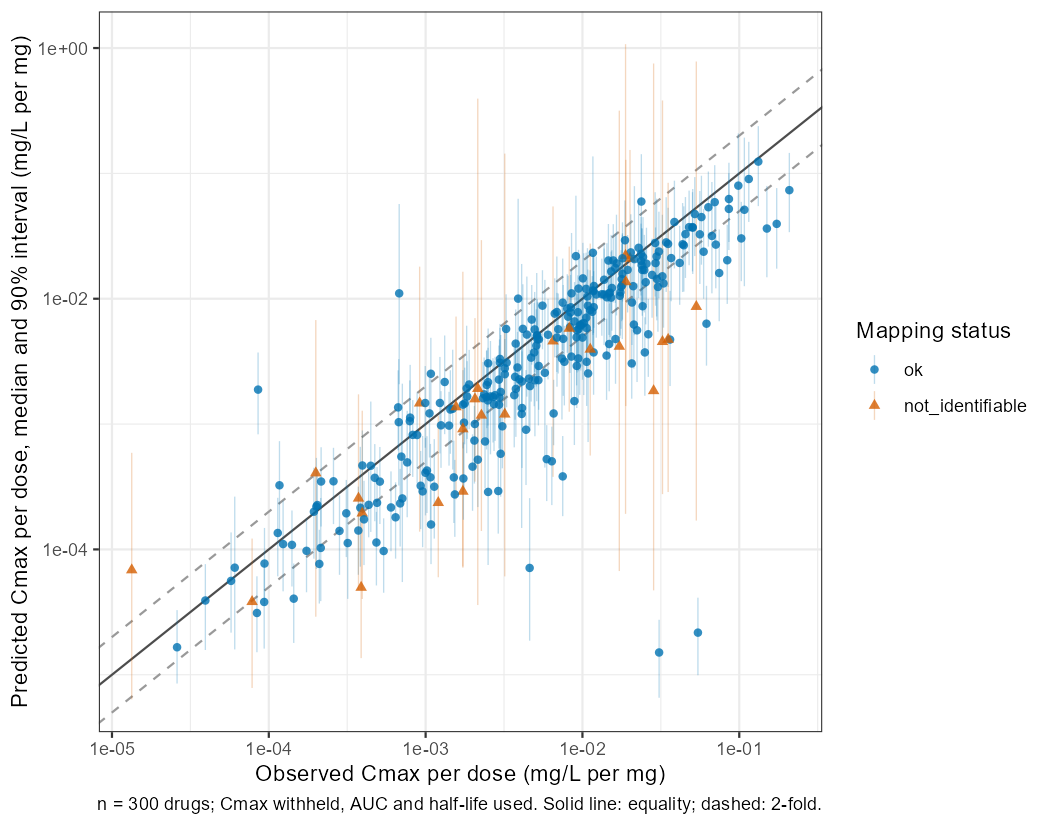 Predicted Cmax per dose, median and 90% interval (mg/L per mg)
1e+00
1e-02
1e-04
1e-05
1e-04
1e-03
1e-02
1e-01
Observed Cmax per dose (mg/L per mg)
n = 300 drugs; Cmax withheld, AUC and half-life used. Solid line: equality; dashed: 2-fold.
Mapping status
ok
not_identifiable